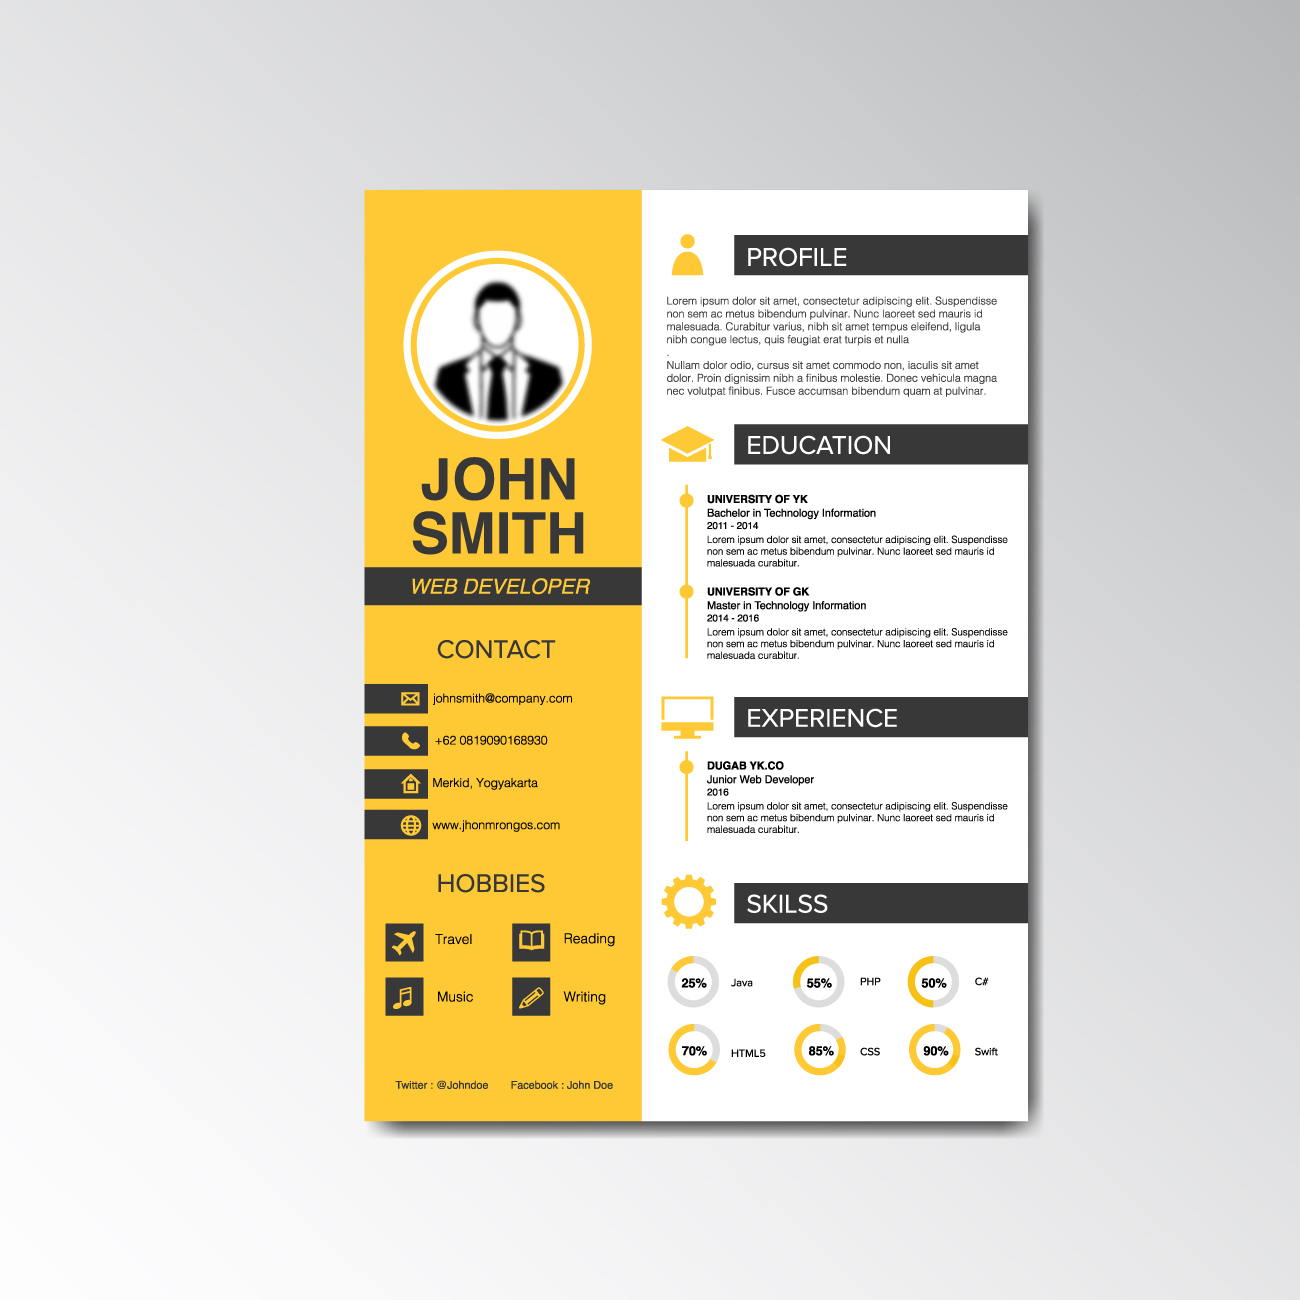 JOHN
SMITH
WEB DEVELOPER
CONTACT
johnsmith@company.com
+62 0819090168930
Merkid, Yogyakarta
www.jhonmrongos.com
HOBBIES
Travel
Reading
Music
Writing
Twitter : @Johndoe
Facebook : John Doe
PROFILE
Lorem ipsum dolor sit amet, consectetur adipiscing elit. Suspendisse
non sem ac metus bibendum pulvinar. Nunc laoreet sed mauris id
malesuada. Curabitur varius, nibh sit amet tempus eleifend, ligula
nibh congue lectus, quis feugiat erat turpis et nulla
.
Nullam dolor odio, cursus sit amet commodo non, iaculis sit amet
dolor. Proin dignissim nibh a finibus molestie. Donec vehicula magna
nec volutpat finibus. Fusce accumsan bibendum quam at pulvinar.
EDUCATION
UNIVERSITY OF YK
Bachelor in Technology Information
2011 - 2014
Lorem ipsum dolor sit amet, consectetur adipiscing elit. Suspendisse
non sem ac metus bibendum pulvinar. Nunc laoreet sed mauris id
malesuada curabitur.
UNIVERSITY OF GK
Master in Technology Information
2014 - 2016
Lorem ipsum dolor sit amet, consectetur adipiscing elit. Suspendisse
non sem ac metus bibendum pulvinar. Nunc laoreet sed mauris id
malesuada curabitur.
EXPERIENCE
DUGAB YK.CO
Junior Web Developer
2016
Lorem ipsum dolor sit amet, consectetur adipiscing elit. Suspendisse
non sem ac metus bibendum pulvinar. Nunc laoreet sed mauris id
malesuada curabitur.
SKILSS
25% Java
55% PHP
50% C#
70% HTML5
85% CSS
90% Swift